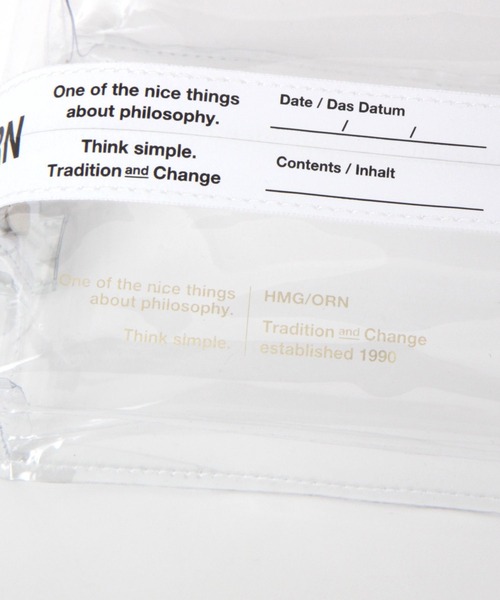 One of the nice things
about philosophy.
Think simple.
Tradition and Change
Date / Das Datum
/ /
Contents / Inhalt
RN
One of the nice things
about philosophy.
Think simple.
HMG/ORN
Tradition and Change
established 1990